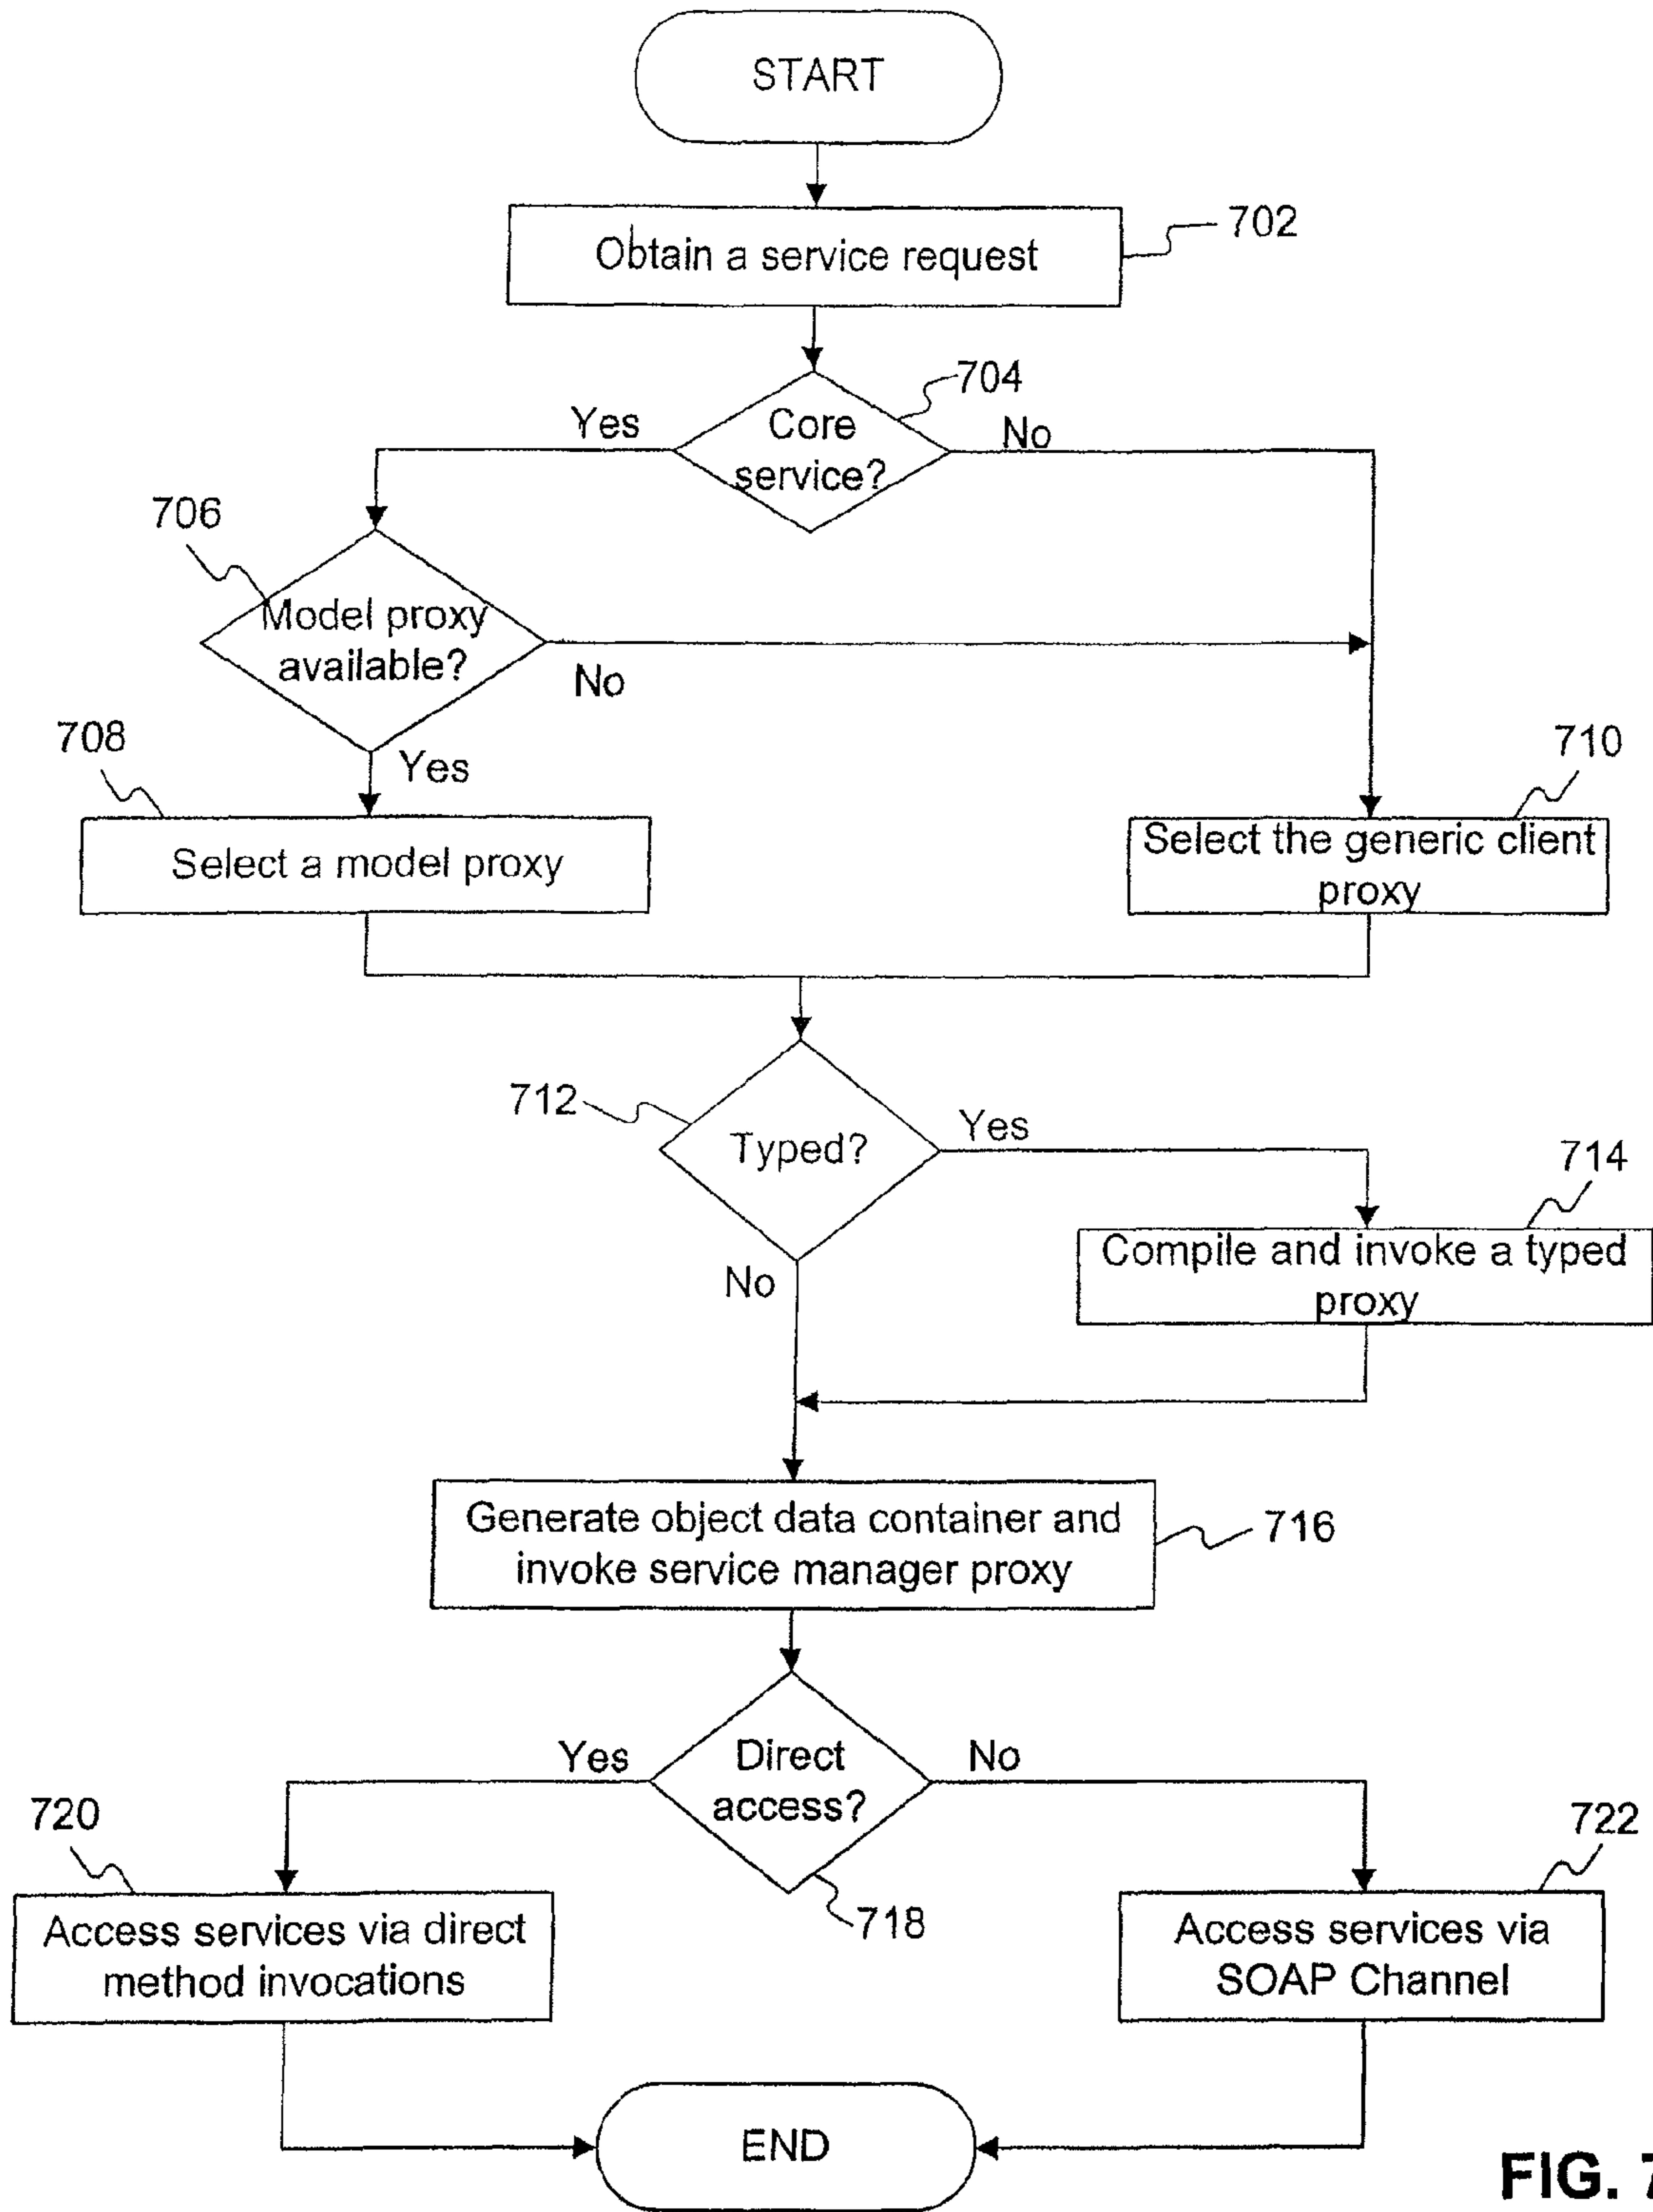 START
Obtain a service request
702
704
Yes
Core
service?
No
706
Model proxy
available?
No
708
Yes
710
Select a model proxy
Select the generic client
proxy
712
Typed?
Yes
714
No
Compile and invoke a typed
proxy
Generate object data container and
invoke service manager proxy
716
Yes
Direct
access?
No
720
722
718
Access services via direct
method invocations
Access services via
SOAP Channel
END
FIG. 7